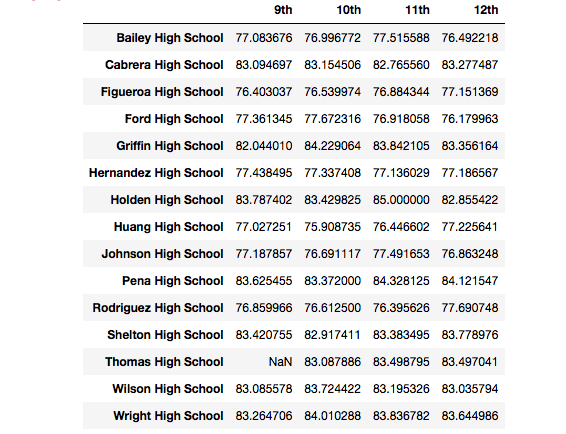 9th 10th 11th 12th
Bailey High School 77.083676 76.996772 77.515588 76.492218
Cabrera High School 83.094697 83.154506 82.765560 83.277487
Figueroa High School 76.403037 76.539974 76.884344 77.151369
Ford High School 77.361345 77.672316 76.918058 76.179963
Griffin High School 82.044010 84.229064 83.842105 83.356164
Hernandez High School 77.438495 77.337408 77.136029 77.186567
Holden High School 83.787402 83.429825 85.000000 82.855422
Huang High School 77.027251 75.908735 76.446602 77.225641
Johnson High School 77.187857 76.691117 77.491653 76.863248
Pena High School 83.625455 83.372000 84.328125 84.121547
Rodriguez High School 76.859966 76.612500 76.395626 77.690748
Shelton High School 83.420755 82.917411 83.383495 83.778976
Thomas High School NaN 83.087886 83.498795 83.497041
Wilson High School 83.085578 83.724422 83.195326 83.035794
Wright High School 83.264706 84.010288 83.836782 83.644986